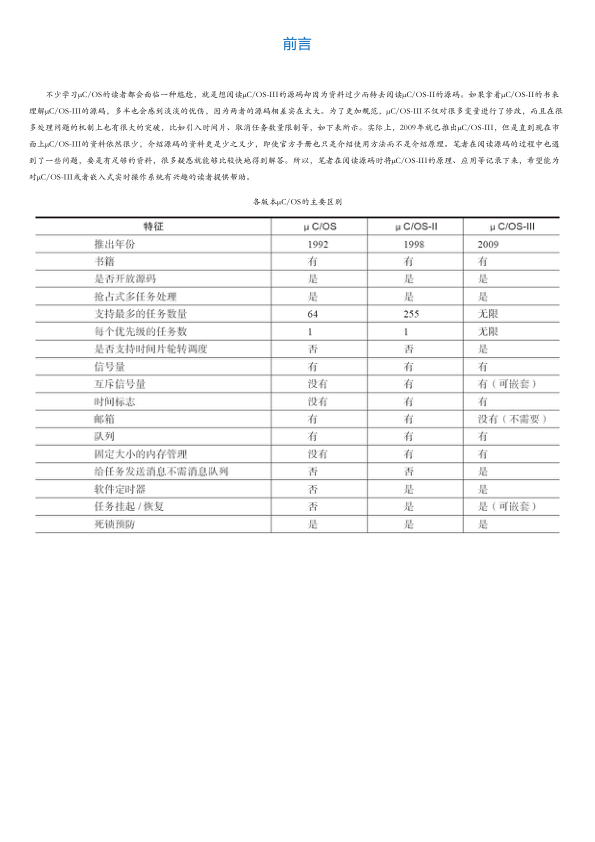 前言
不少学习μC/OS的读者都会面临一种尴尬，就是想阅读μC/OS-III的源码却因为资料过少而转去阅读μC/OS-II的源码。如果拿着μC/OS-II的书来
理解μC/OS-III的源码，多半也会感到淡淡的忧伤，因为两者的源码相差实在太大。为了更加规范，μC/OS-III不仅对很多变量进行了修改，而且在很
多处理问题的机制上也有很大的突破，比如引入时间片、取消任务数量限制等，如下表所示。实际上，2009年就已推出μC/OS-III，但是直到现在市
面上μC/OS-III的资料依然很少，介绍源码的资料更是少之又少，即使官方手册也只是介绍使用方法而不是介绍原理。笔者在阅读源码的过程中也遇
到了一些问题，要是有足够的资料，很多疑惑就能够比较快地得到解答。所以，笔者在阅读源码时将μC/OS-III的原理、应用等记录下来，希望能为
对μC/OS-III或者嵌入式实时操作系统有兴趣的读者提供帮助。
各版本μC/OS的主要区别
特征 μ C/OS μ C/OS-II μ C/OS-III
推出年份 1992 1998 2009
书籍 有 有 有
是否开放源码 是 是 是
抢占式多任务处理 是 是 是
支持最多的任务数量 64 255 无限
每个优先级的任务数 1 1 无限
是否支持时间片轮转调度 否 否 是
信号量 有 有 有
互斥信号量 没有 有 有（可嵌套）
时间标志 没有 有 有
邮箱 有 有 没有（不需要）
队列 有 有 有
固定大小的内存管理 没有 有 有
给任务发送消息不需消息队列 否 否 是
软件定时器 否 是 是
任务挂起 / 恢复 否 是 是（可嵌套）
死锁预防 是 是 是